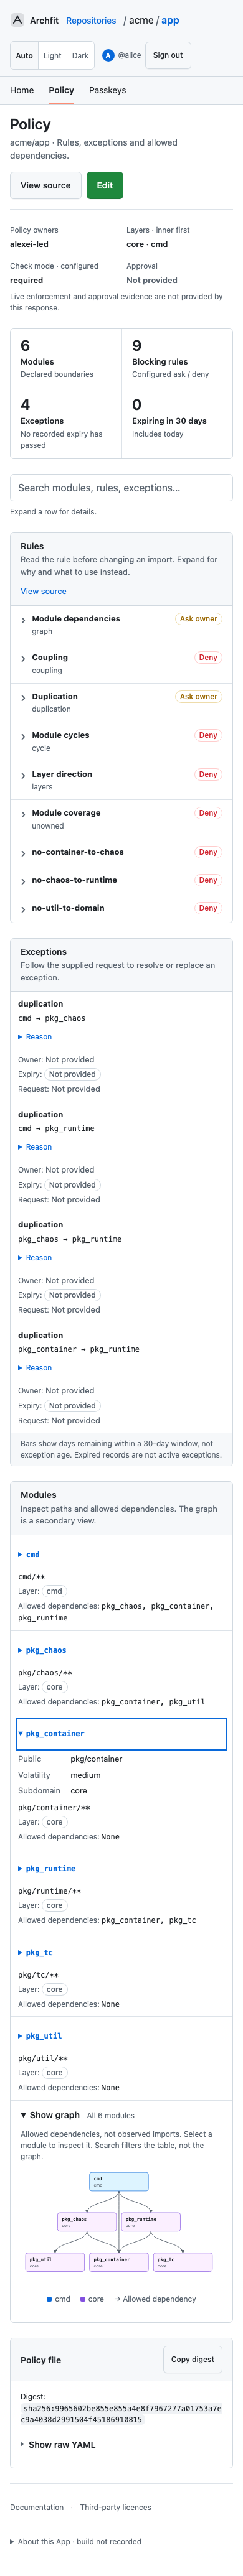 A Archfit Repositories / acme / app
Auto Light Dark A @alice Sign out
Home Policy Passkeys
Policy
acme/app · Rules, exceptions and allowed
dependencies.
View source Edit
Policy owners Layers · inner first
alexei-led core · cmd
Check mode · configured Approval
required Not provided
Live enforcement and approval evidence are not provided by
this response.
6 9
Modules Blocking rules
Declared boundaries Configured ask / deny
4 0
Exceptions Expiring in 30 days
No recorded expiry has Includes today
passed
Search modules, rules, exceptions...
Expand a row for details.
Rules
Read the rule before changing an import. Expand for
why and what to use instead.
View source
Module dependencies Ask owner
graph
Coupling Deny
coupling
Duplication Ask owner
duplication
Module cycles Deny
cycle
Layer direction Deny
layers
Module coverage Deny
unowned
no-container-to-chaos Deny
no-chaos-to-runtime Deny
no-util-to-domain Deny
Exceptions
Follow the supplied request to resolve or replace an
exception.
duplication
cmd → pkg_chaos
Reason
Owner: Not provided
Expiry: Not provided
Request: Not provided
duplication
cmd → pkg_runtime
Reason
Owner: Not provided
Expiry: Not provided
Request: Not provided
duplication
pkg_chaos → pkg_runtime
Reason
Owner: Not provided
Expiry: Not provided
Request: Not provided
duplication
pkg_container → pkg_runtime
Reason
Owner: Not provided
Expiry: Not provided
Request: Not provided
Bars show days remaining within a 30-day window, not
exception age. Expired records are not active exceptions.
Modules
Inspect paths and allowed dependencies. The graph
is a secondary view.
cmd
cmd/**
Layer: cmd
Allowed dependencies: pkg_chaos, pkg_container,
pkg_runtime
pkg_chaos
pkg/chaos/**
Layer: core
Allowed dependencies: pkg_container, pkg_util
pkg_container
Public pkg/container
Volatility medium
Subdomain core
pkg/container/**
Layer: core
Allowed dependencies: None
pkg_runtime
pkg/runtime/**
Layer: core
Allowed dependencies: pkg_container, pkg_tc
pkg_tc
pkg/tc/**
Layer: core
Allowed dependencies: None
pkg_util
pkg/util/**
Layer: core
Allowed dependencies: None
Show graph All 6 modules
Allowed dependencies, not observed imports. Select a
module to inspect it. Search filters the table, not the
graph.
cmd
cmd
pkg_chaos pkg_runtime
core core
pkg_util pkg_container pkg_tc
core core core
cmd core → Allowed dependency
Policy file Copy digest
Digest:
sha256:9965602be855e855a4e8f7967277a01753a7e
c9a4038d2991504f45186910815
Show raw YAML
Documentation · Third-party licences
About this App · build not recorded